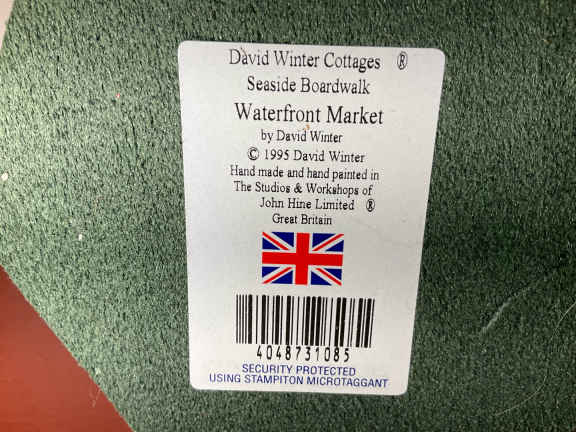 David Winter Cottages ®
Seaside Boardwalk
Waterfront Market
by David Winter
© 1995 David Winter
Hand made and hand painted in
The Studios & Workshops of
John Hine Limited ®
Great Britain
4048731085
SECURITY PROTECTED
USING STAMPITON MICROTAGGANT